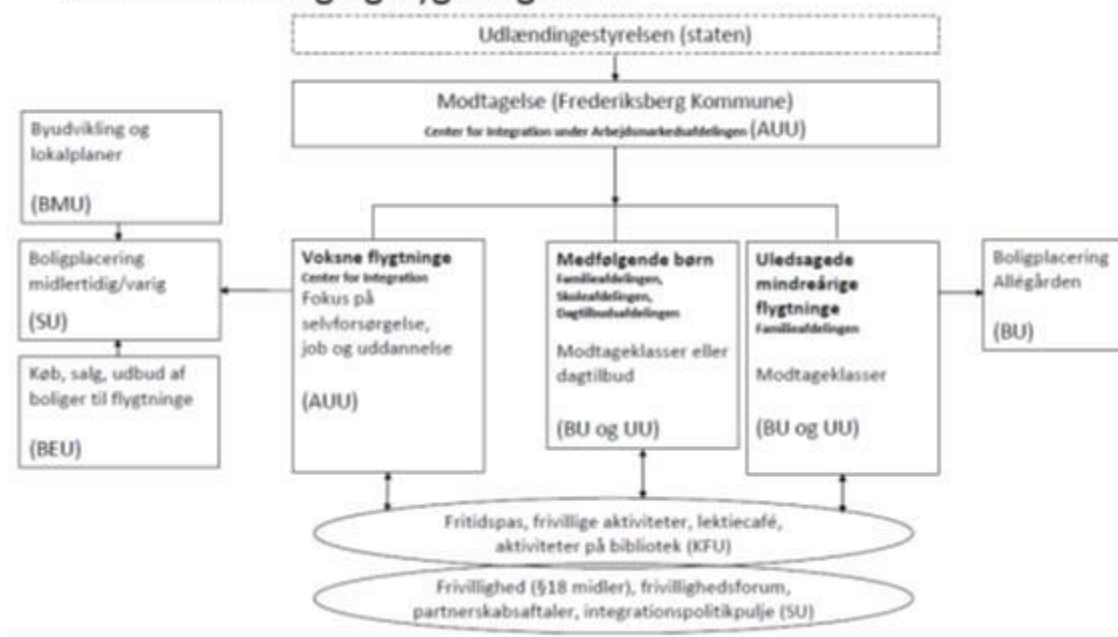 Udlændingestyrelsen (staten)
Modtagelse (Frederiksberg Kommune)
Center for Integration under Arbejdsmarkedsafdelingen (AUU)
Byudvikling og
lokalplaner
(BMU)
Boligplacering
midlertidig/varig
(SU)
Køb, salg, udbud af
boliger til flygtninge
(BEU)
Voksne flygtninge
Center for Integration
Fokus på
selvforsørgelse,
job og uddannelse
(AUU)
Medfølgende børn
Familieafdelingen,
Skoleafdelingen,
Dagtilbudsafdelingen
Modtageklasser eller
dagtilbud
(BU og UU)
Uledsagede
mindreårige
flygtninge
Familieafdelingen
Modtageklasser
(BU og UU)
Boligplacering
Allégården
(BU)
Fritidspas, frivillige aktiviteter, lektiecafé,
aktiviteter på bibliotek (KFU)
Frivillighed (§18 midler), frivillighedsforum,
partnerskabsaftaler, integrationspolitikpulje (SU)